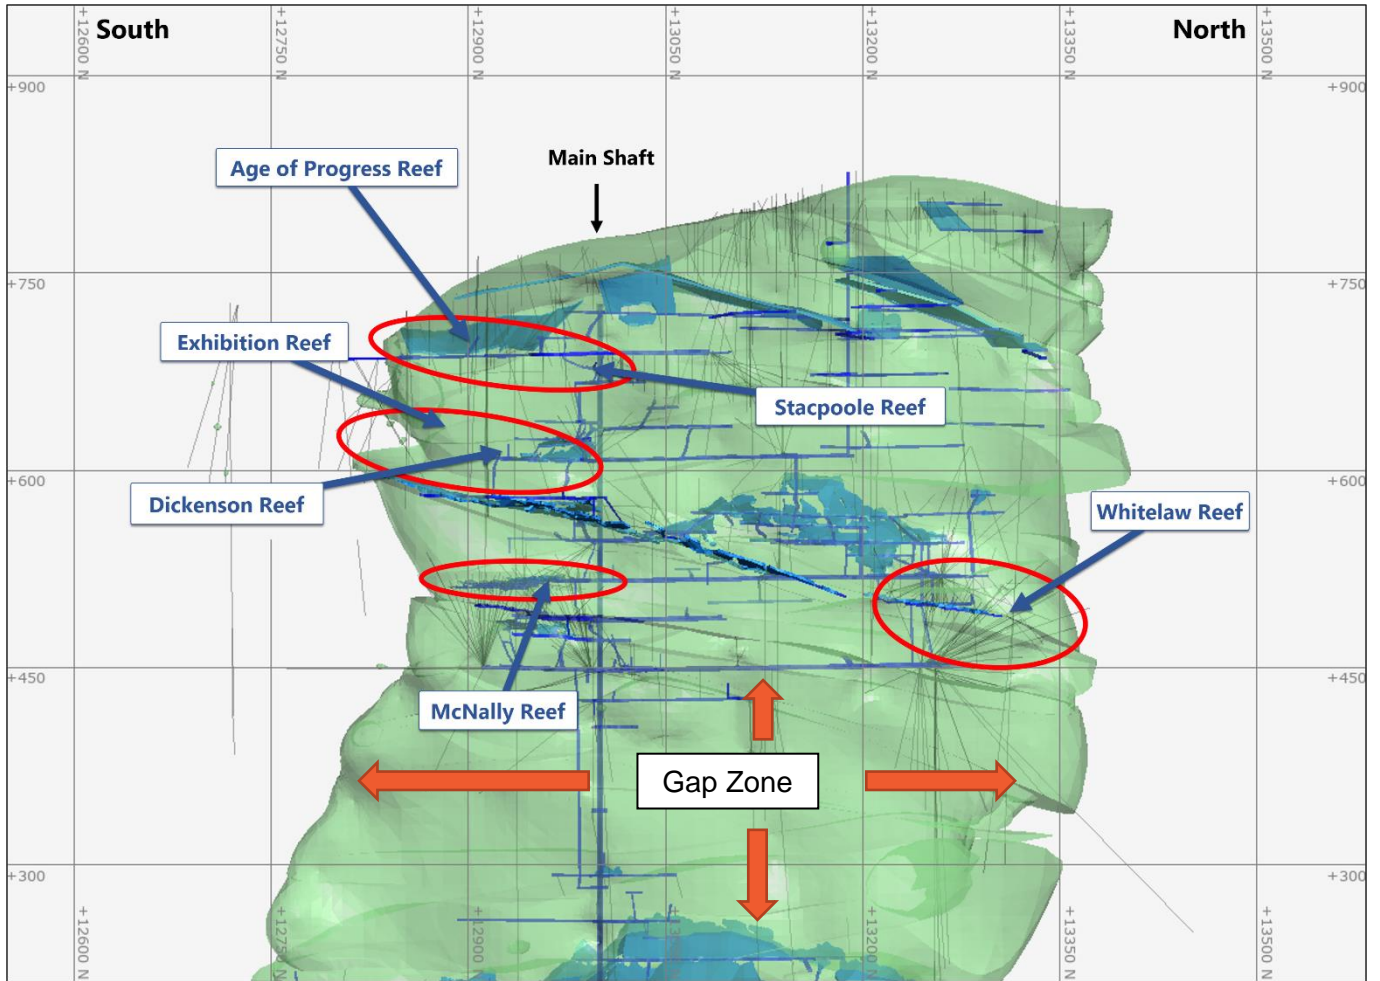 South
North
+12600 N
+12750 N
+12900 N
+13050 N
+13200 N
+13350 N
+13500 N
+900
+900
Main Shaft
Age of Progress Reef
+750
+750
Exhibition Reef
Stacpoole Reef
+600
+600
Dickenson Reef
Whitelaw Reef
+450
+450
McNally Reef
Gap Zone
+300
+300
+12600 N
+12750 N
+12900 N
+13200 N
+13350 N
+13500 N